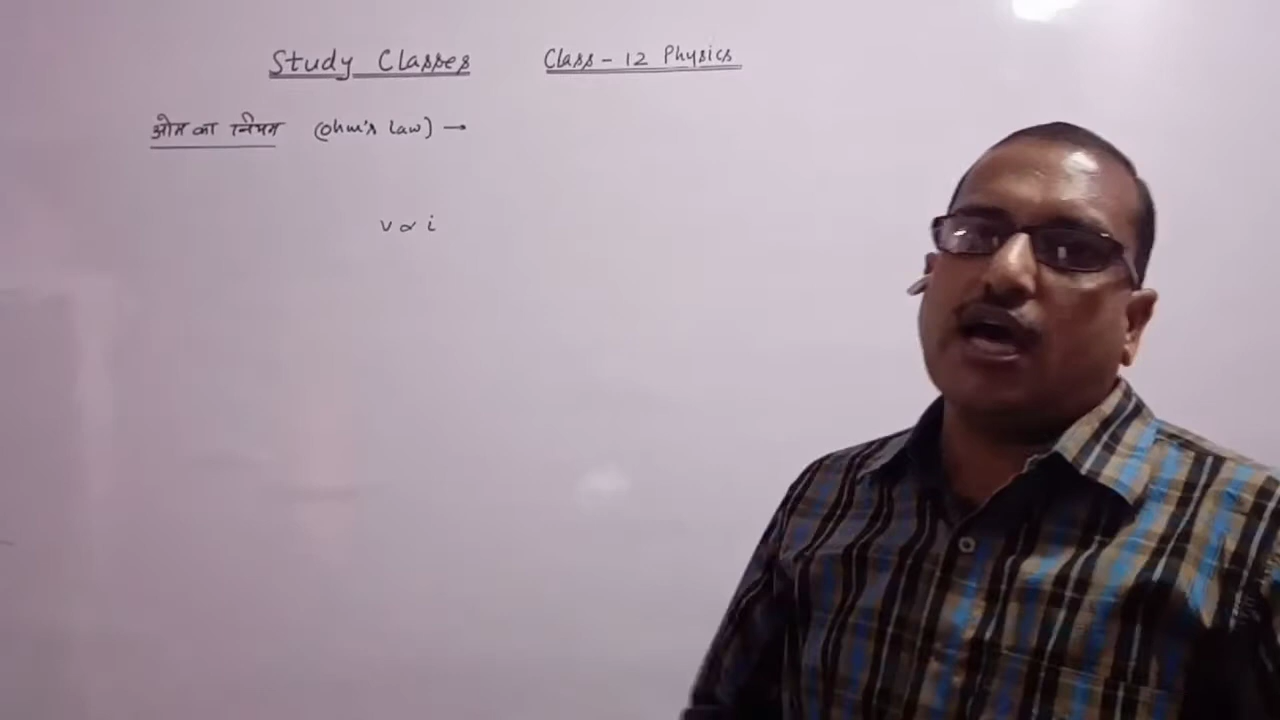 Study Classes Class - 12 Physics
ओम का नियम (ohm's Law) →
v ∝ i